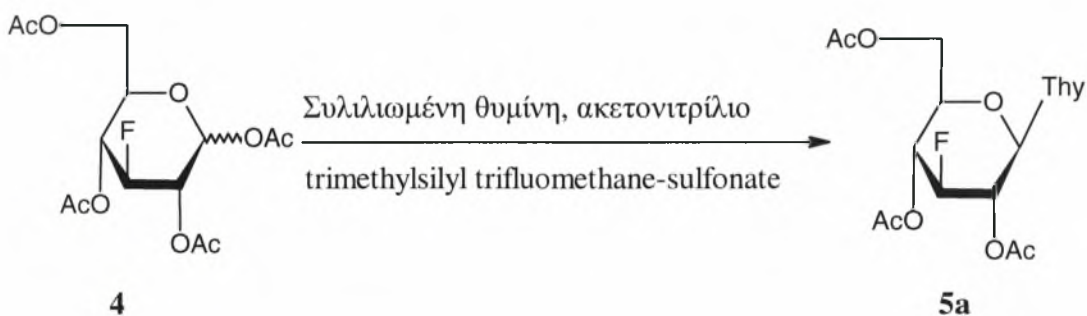 AcO
O
F
OAc
AcO
OAc
4
Συλιλιωμένη θυμίνη, ακετονιτρίλιο
trimethylsilyl trifluomethane-sulfonate
AcO
Thy
O
F
AcO
OAc
5a